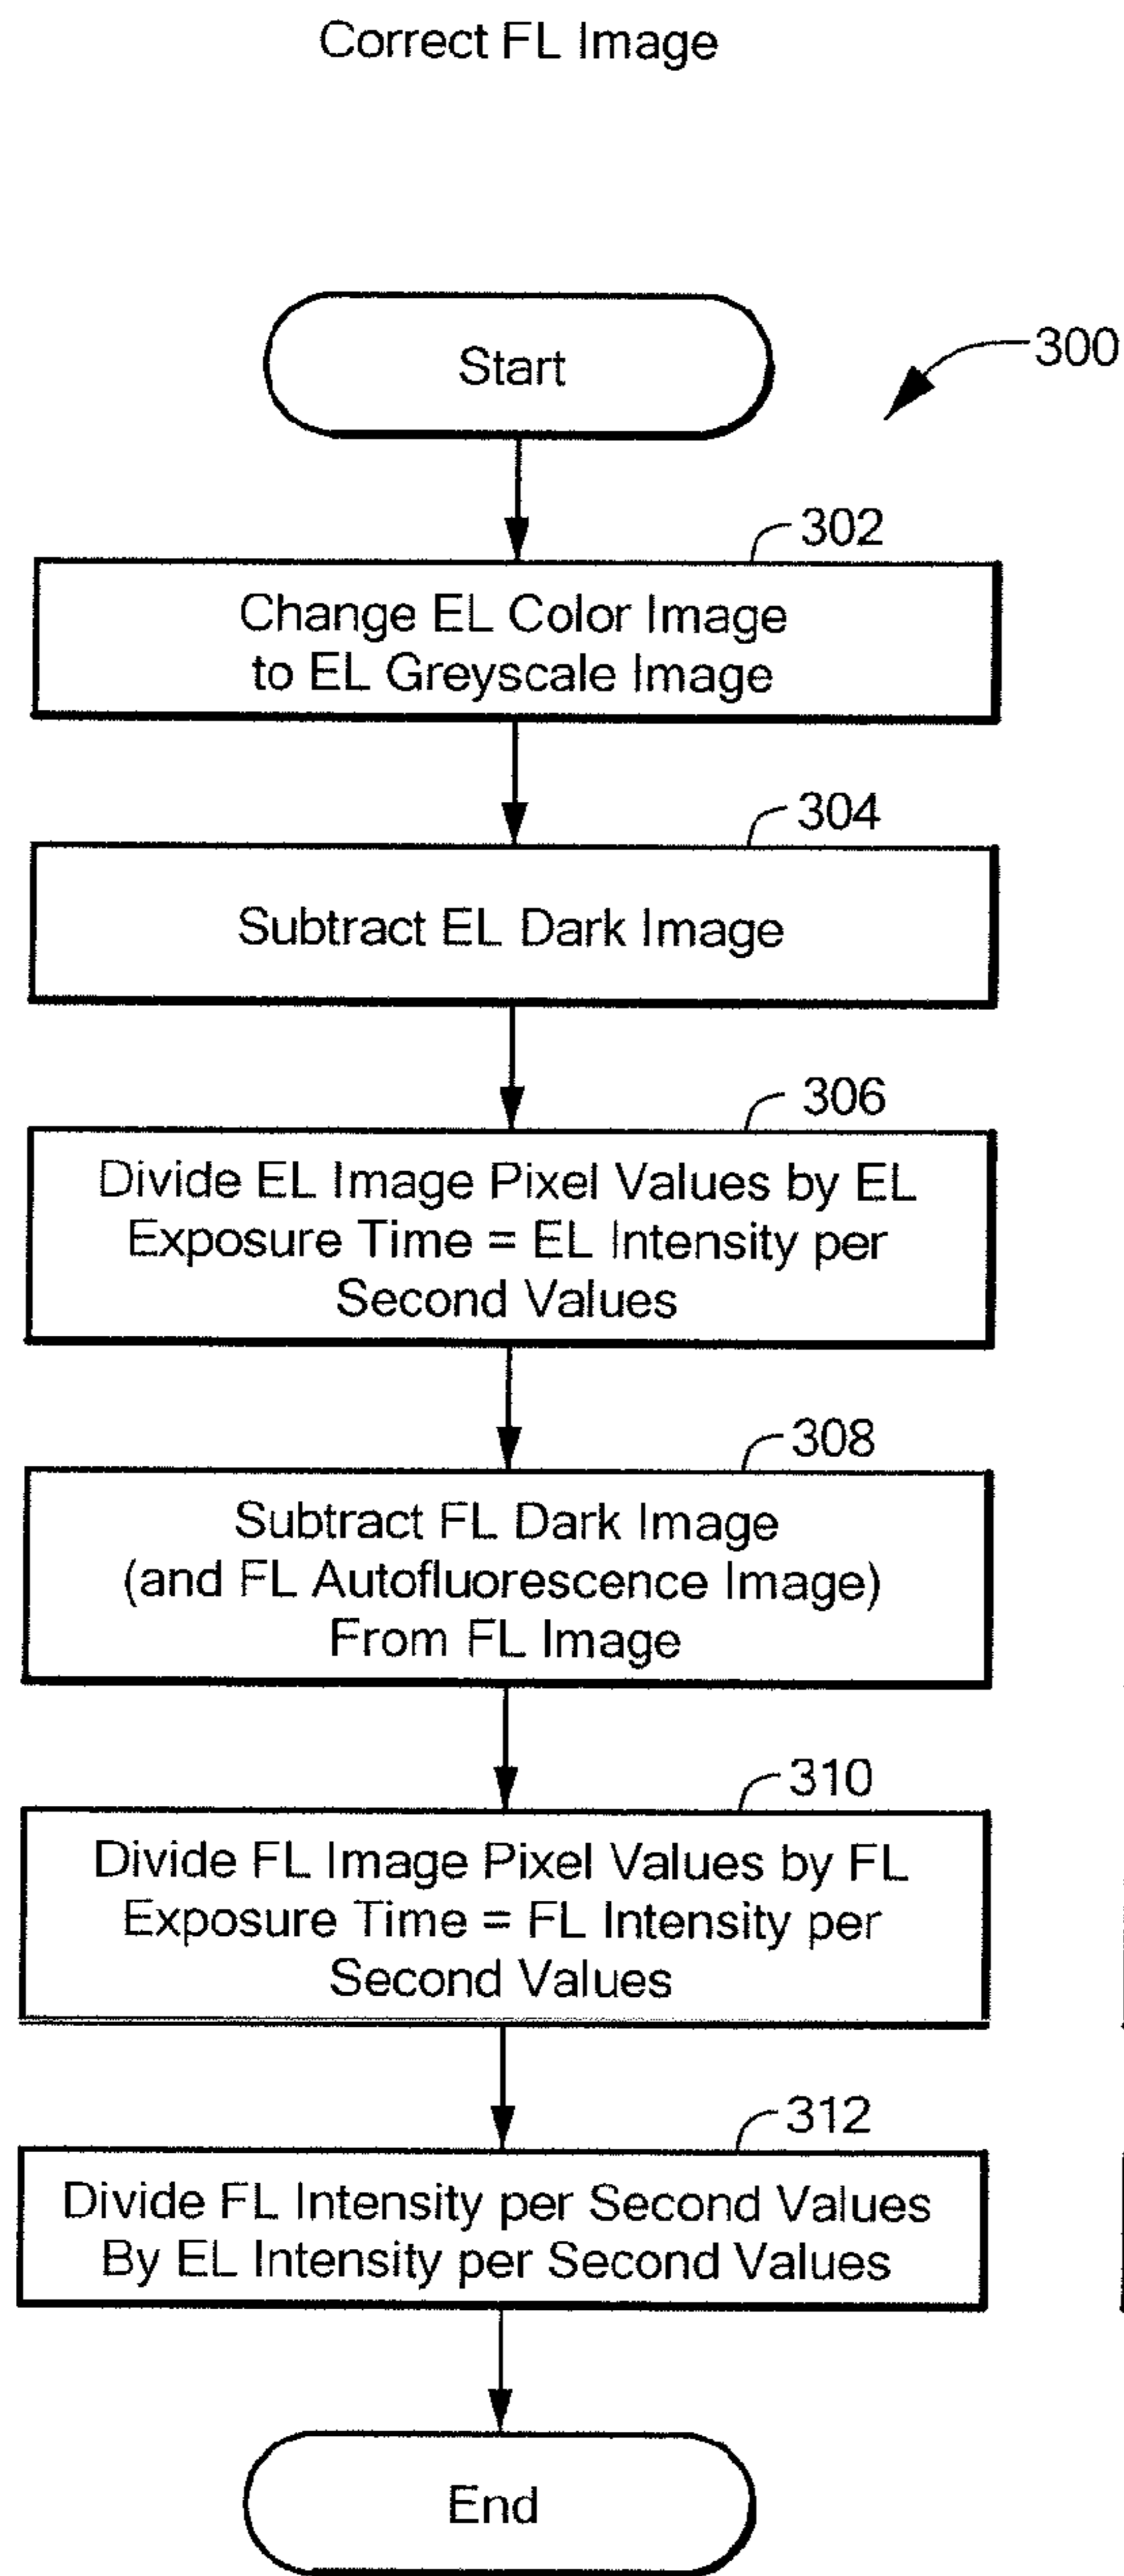 Correct FL Image
Start
300
302
Change EL Color Image
to EL Greyscale Image
304
Subtract EL Dark Image
306
Divide EL Image Pixel Values by EL
Exposure Time = EL Intensity per
Second Values
308
Subtract FL Dark Image
(and FL Autofluorescence Image)
From FL Image
310
Divide FL Image Pixel Values by FL
Exposure Time = FL Intensity per
Second Values
312
Divide FL Intensity per Second Values
By EL Intensity per Second Values
End